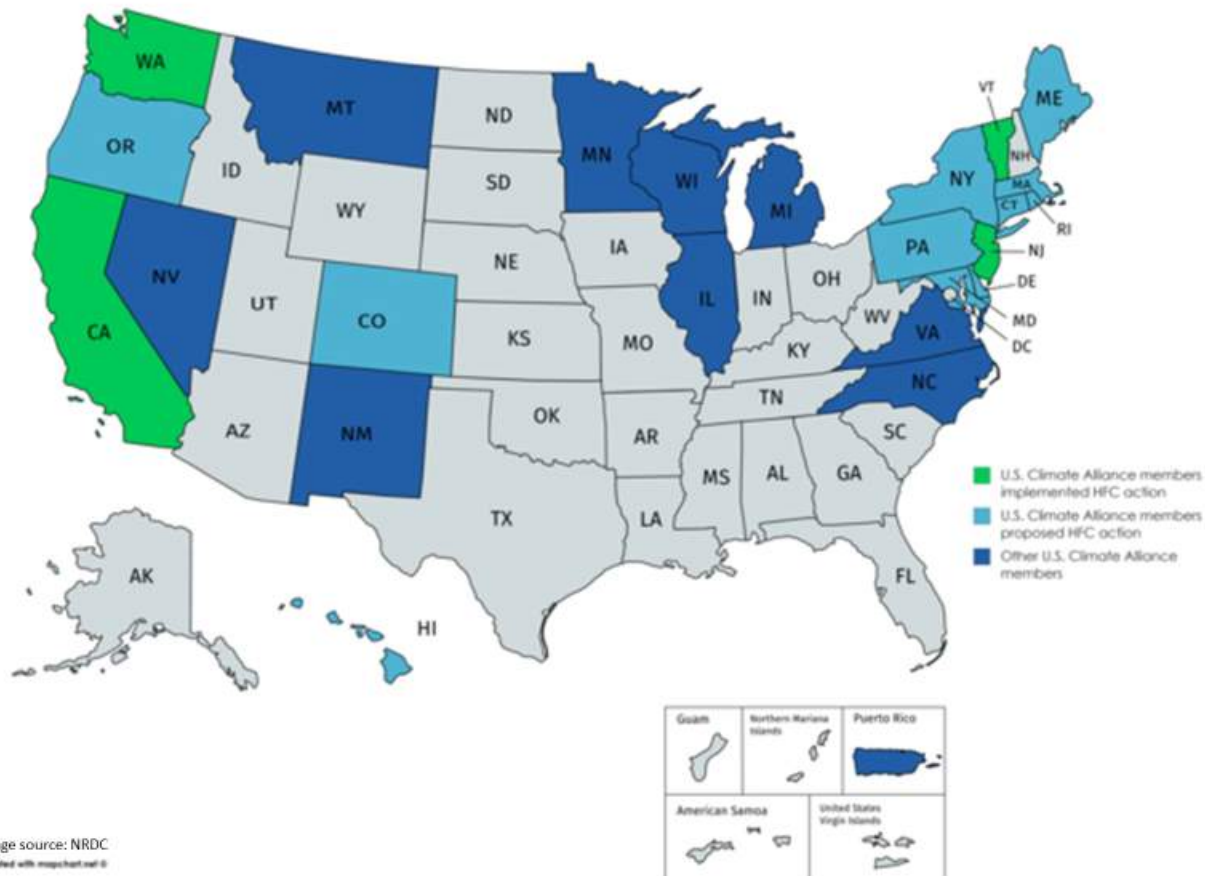 WA
MT
ND
VT
ME
OR
MN
ID
SD
WI
NY
NH
MA
WY
MI
CT
RI
IA
PA
NJ
NE
NV
OH
DE
UT
IL
IN
CO
WV
MD
CA
KS
MO
VA
DC
KY
NC
TN
OK
AZ
NM
AR
SC
MS
AL
GA
TX
LA
U.S. Climate Alliance members
implemented HFC action
U.S. Climate Alliance members
proposed HFC action
Other U.S. Climate Alliance
members
AK
FL
HI
Guam
Northern Mariana
Islands
Puerto Rico
American Samoa
United States
Virgin Islands
ge source: NRDC
ted with mapchart.net ©